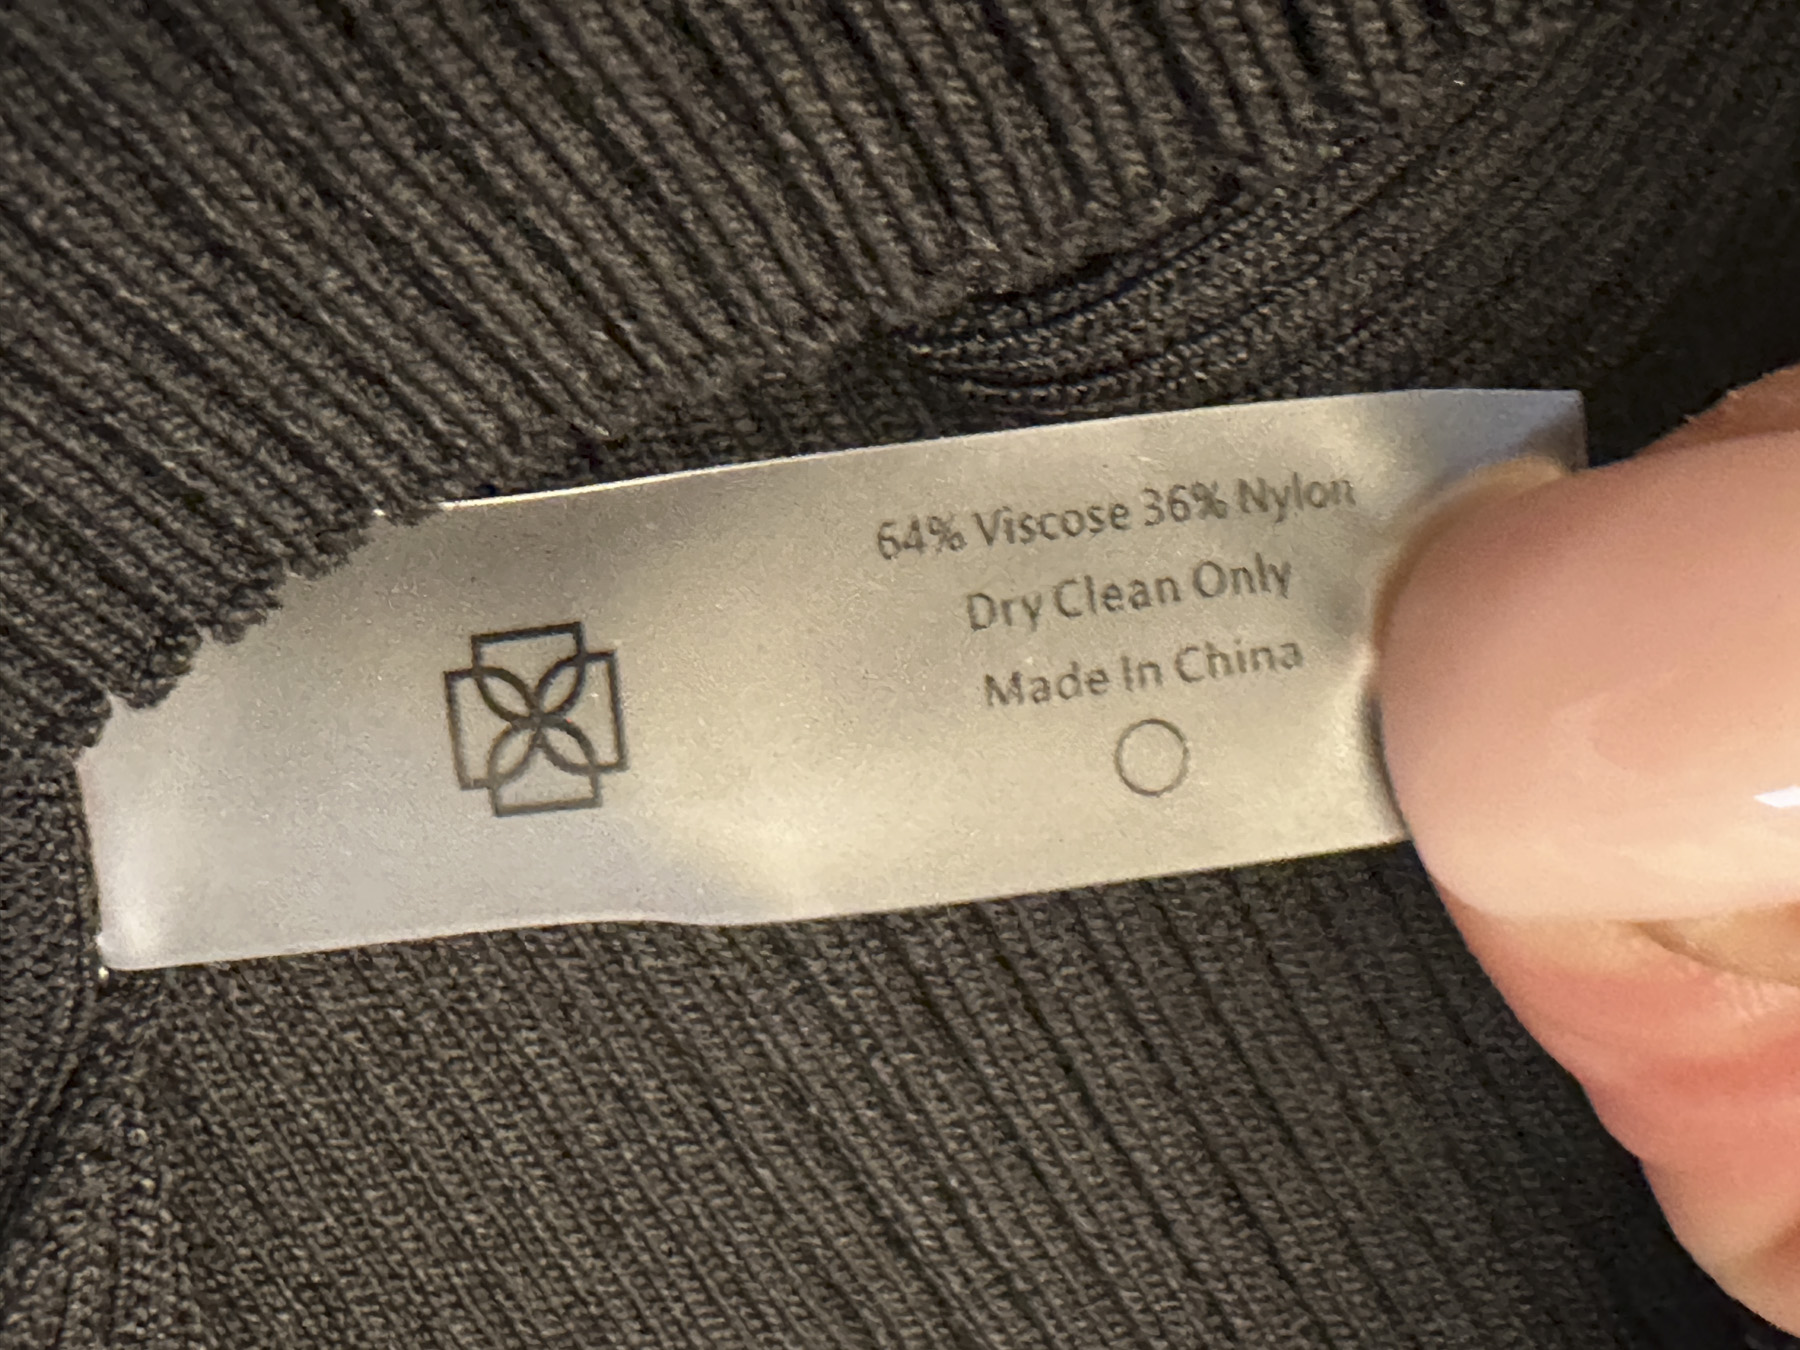 64% Viscose 36% Nylon
Dry Clean Only
Made In China